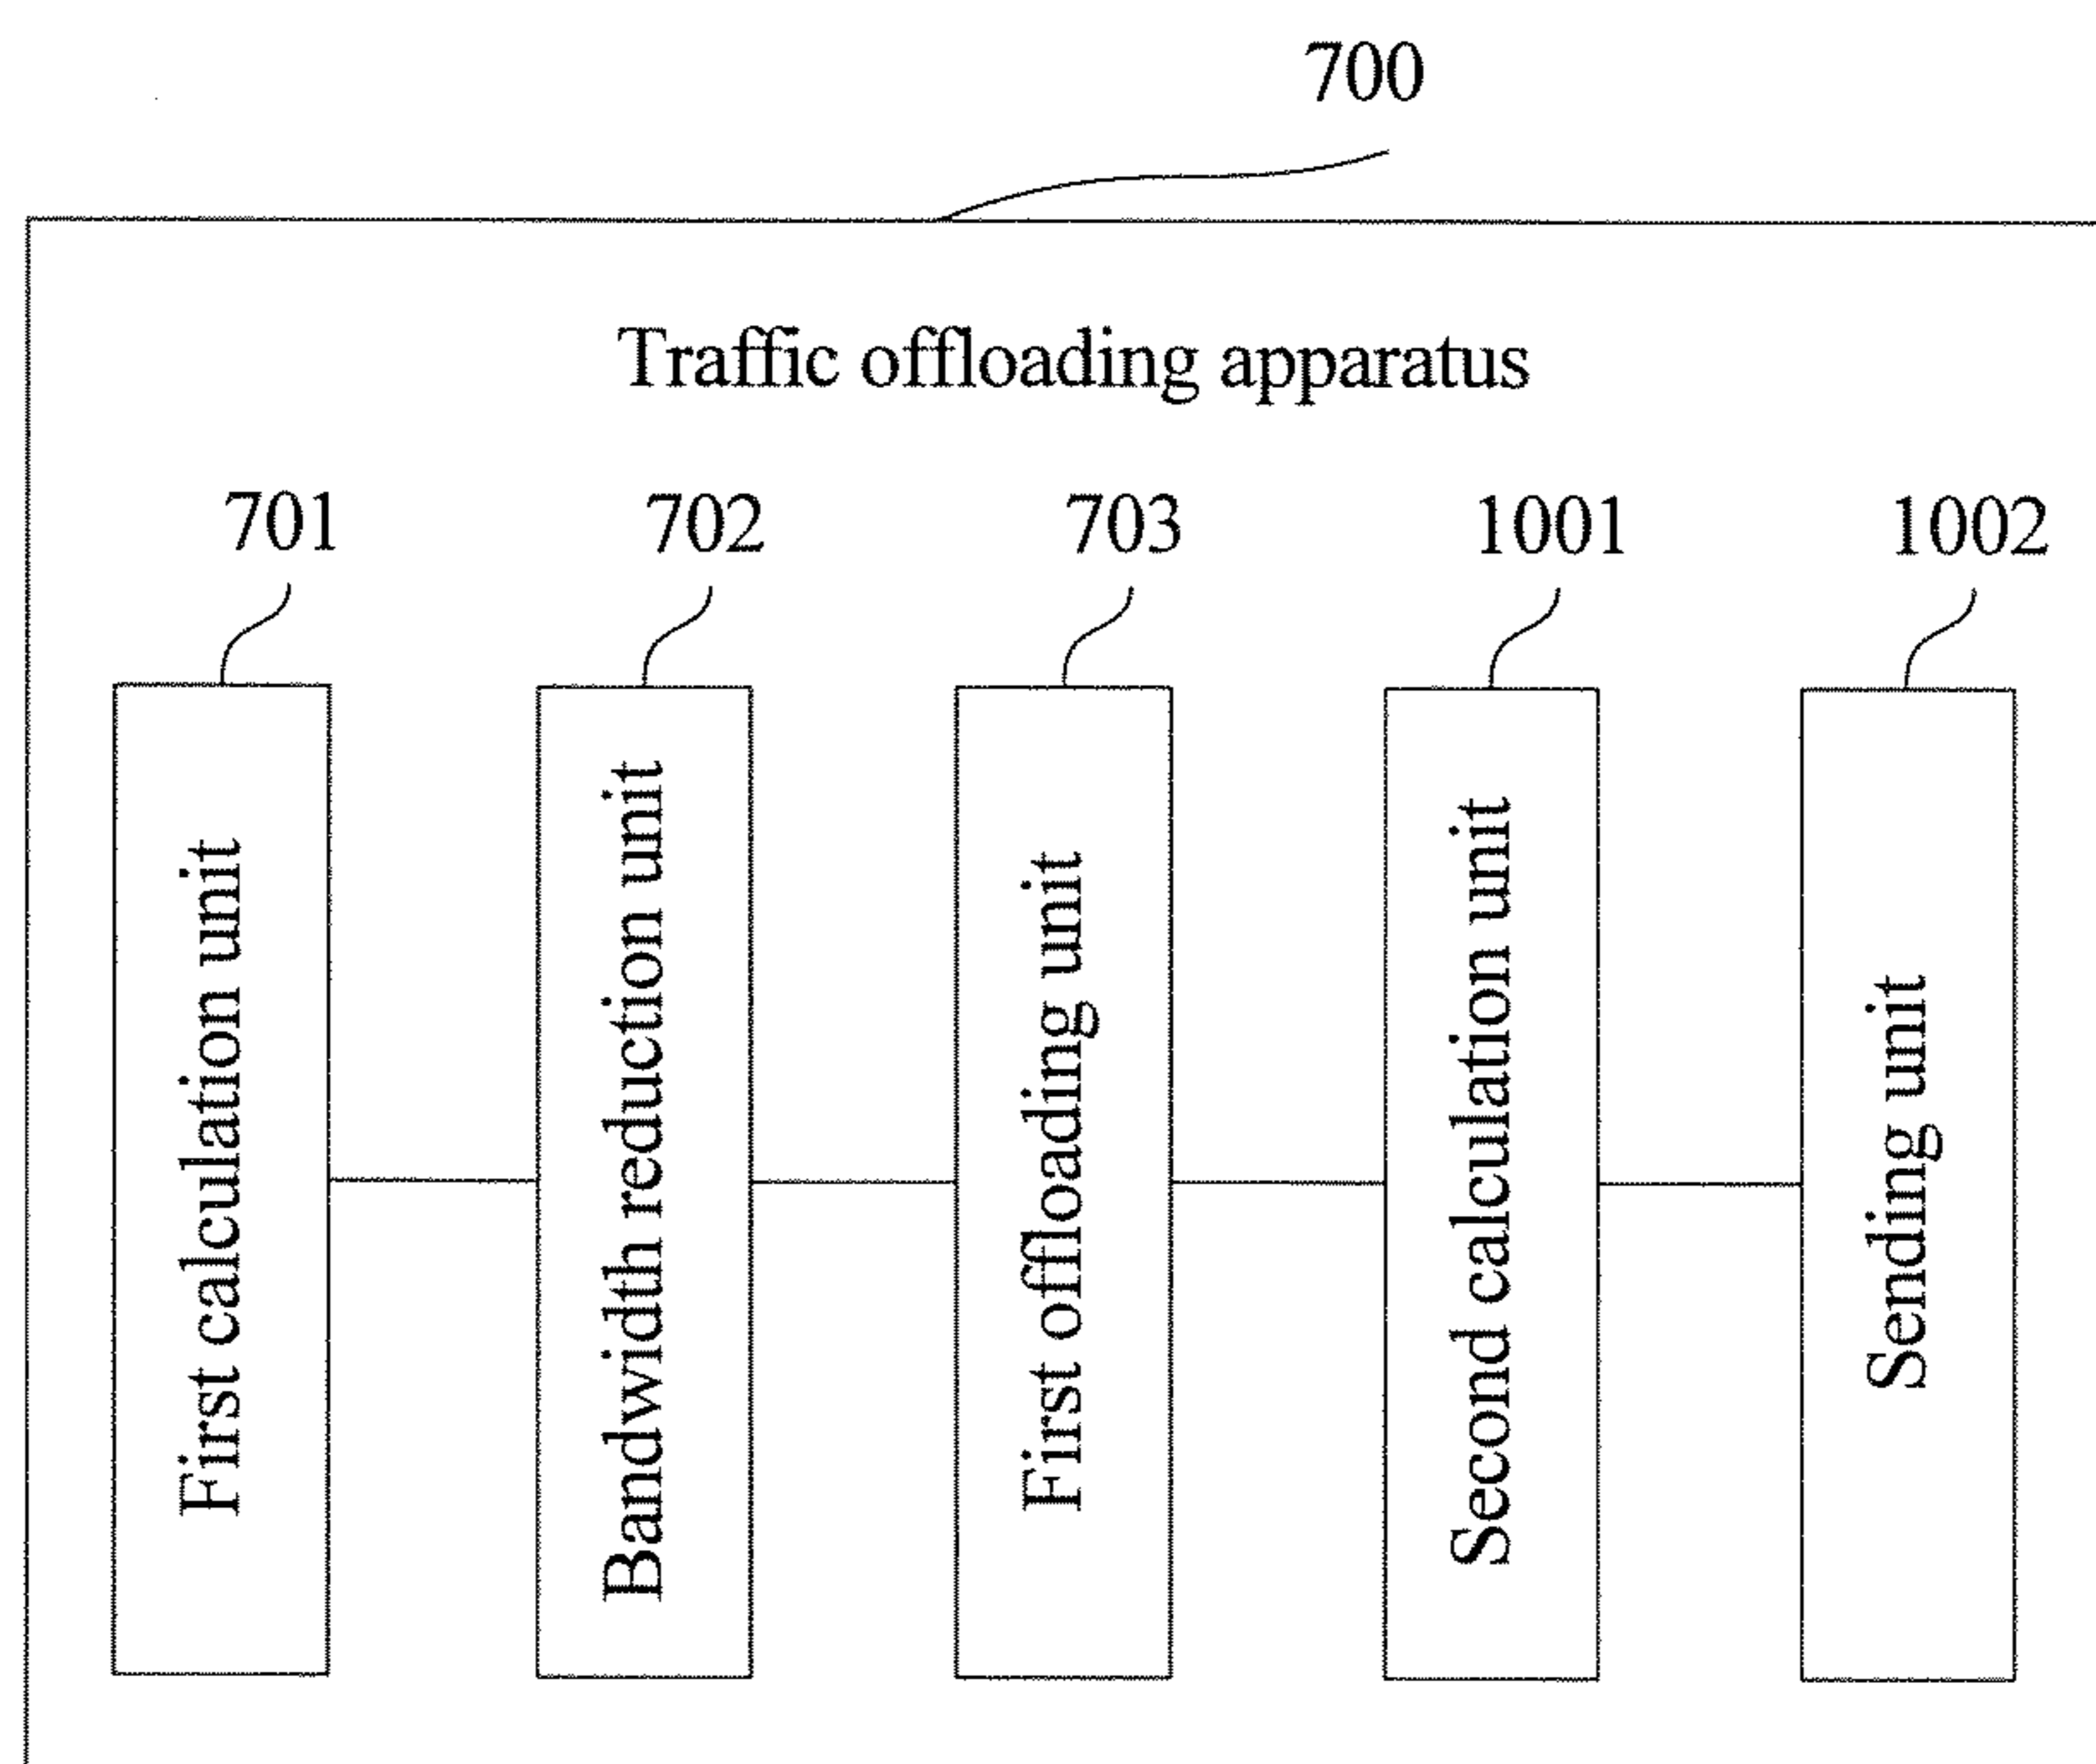 700
Traffic offloading apparatus
701 702 703 1001 1002
First calculation unit
Bandwidth reduction unit
First offloading unit
Second calculation unit
Sending unit